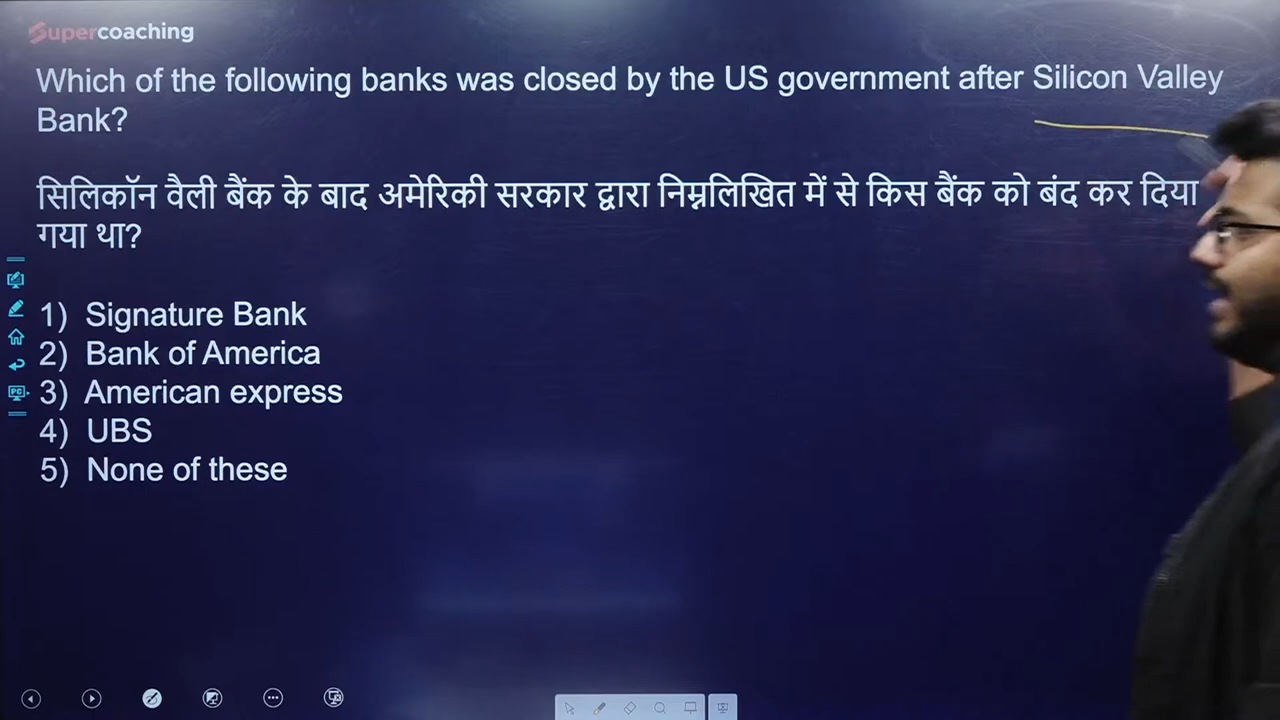 Supercoaching
Which of the following banks was closed by the US government after Silicon Valley
Bank?
सिलिकॉन वैली बैंक के बाद अमेरिकी सरकार द्वारा निम्नलिखित में से किस बैंक को बंद कर दिया
गया था?
1) Signature Bank
2) Bank of America
3) American express
4) UBS
5) None of these
PC